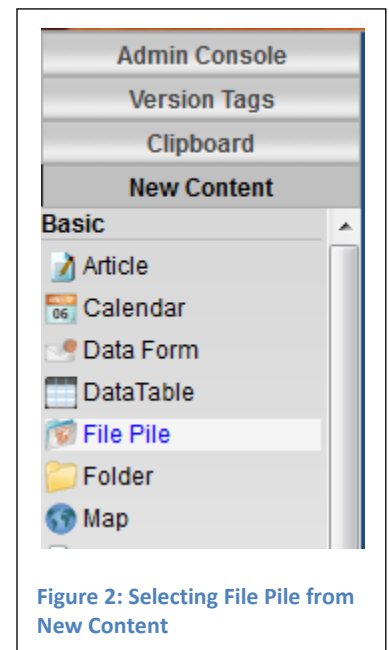 Admin Console
Version Tags
Clipboard
New Content
Basic
Article
06 Calendar
Data Form
DataTable
File Pile
Folder
Map
Figure 2: Selecting File Pile from
New Content